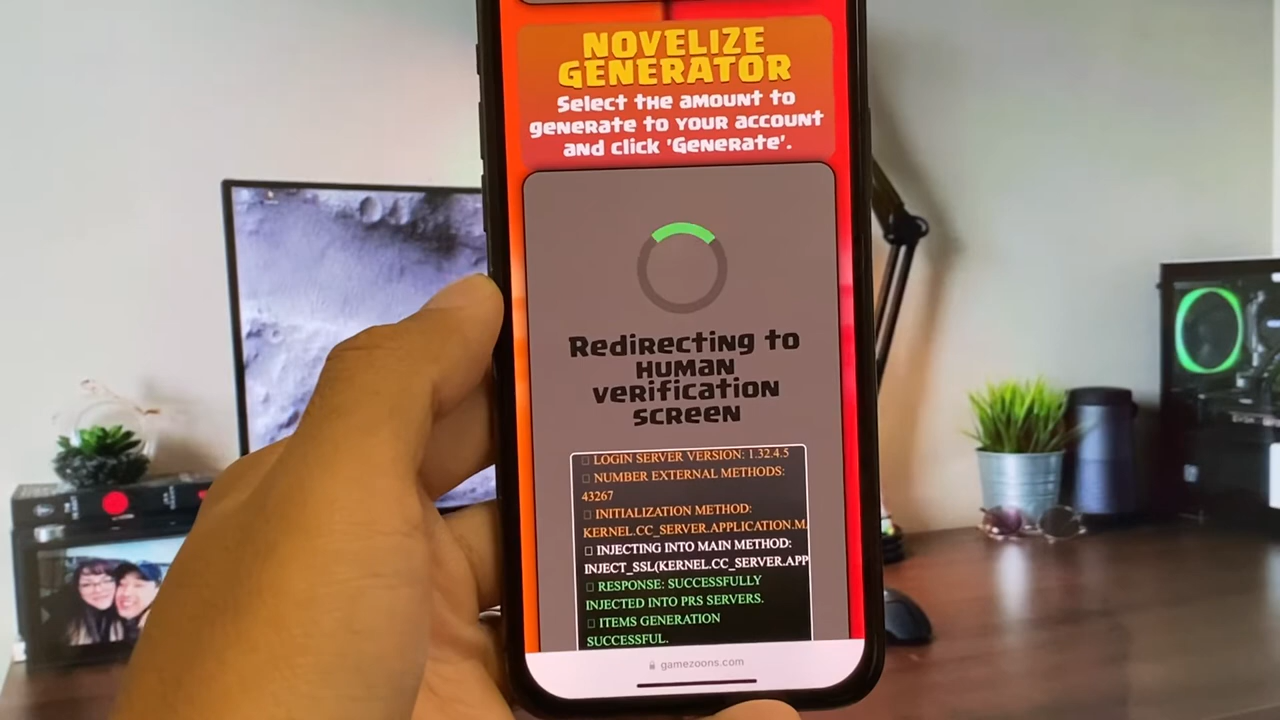 NOVELIZE
GENERATOR
Select the amount to
generate to your account
and click 'Generate'.
Redirecting to
human
verification
screen
LOGIN SERVER VERSION: 1.32.4.5
NUMBER EXTERNAL METHODS:
43267
INITIALIZATION METHOD:
KERNEL.CC_SERVER.APPLICATION.M
INJECTING INTO MAIN METHOD:
INJECT_SSL(KERNEL.CC_SERVER.APP
RESPONSE: SUCCESSFULLY
INJECTED INTO PRS SERVERS.
ITEMS GENERATION
SUCCESSFUL.
gamezoons.com